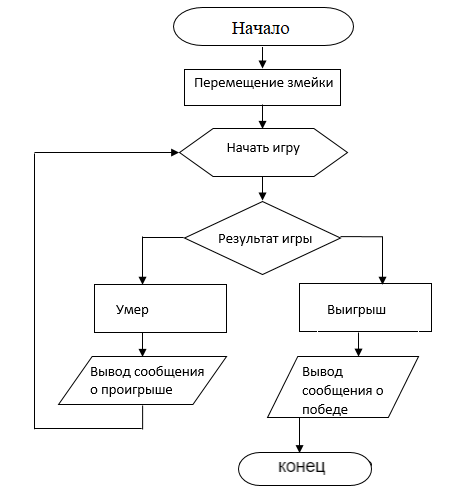 Начало
Перемещение змейки
Начать игру
Результат игры
Умер
Выигрыш
Вывод сообщения
о проигрыше
Вывод
сообщения о
победе
конец